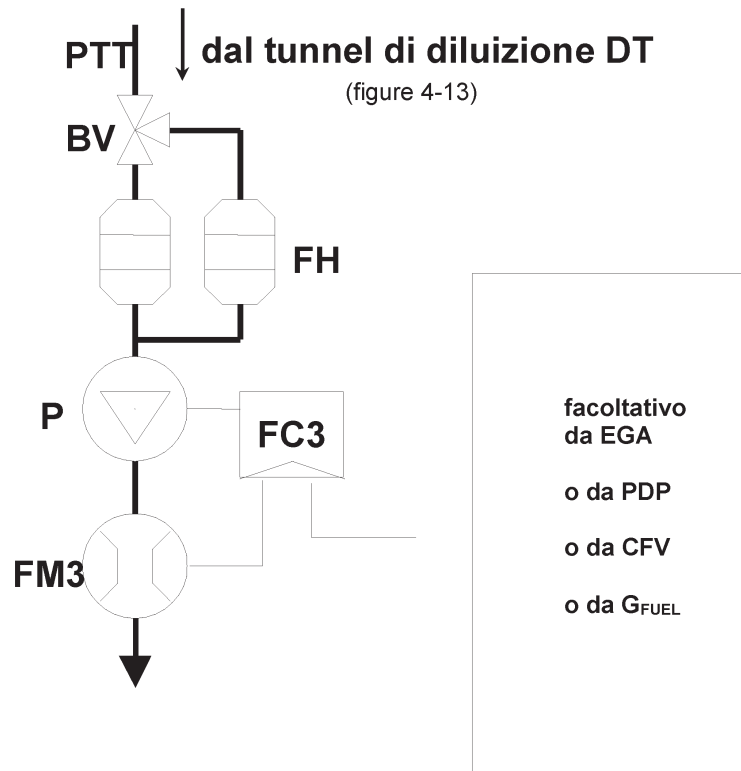 PTT
dal tunnel di diluizione DT
(figure 4-13)
BV
FH
P
FC3
FM3
facoltativo
da EGA
o da PDP
o da CFV
o da GFUEL